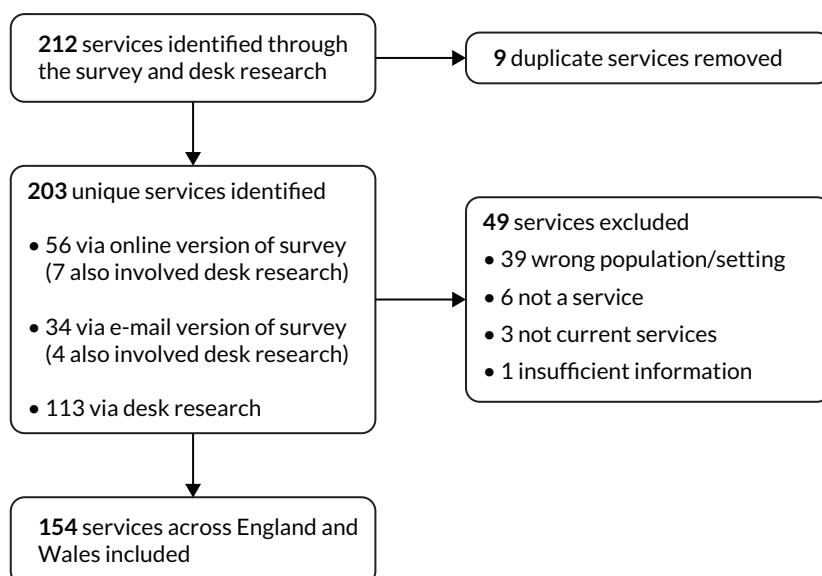 212 services identified through
the survey and desk research
9 duplicate services removed
203 unique services identified
• 56 via online version of survey
(7 also involved desk research)
• 34 via e-mail version of survey
(4 also involved desk research)
• 113 via desk research
49 services excluded
• 39 wrong population/setting
• 6 not a service
• 3 not current services
• 1 insufficient information
154 services across England and
Wales included